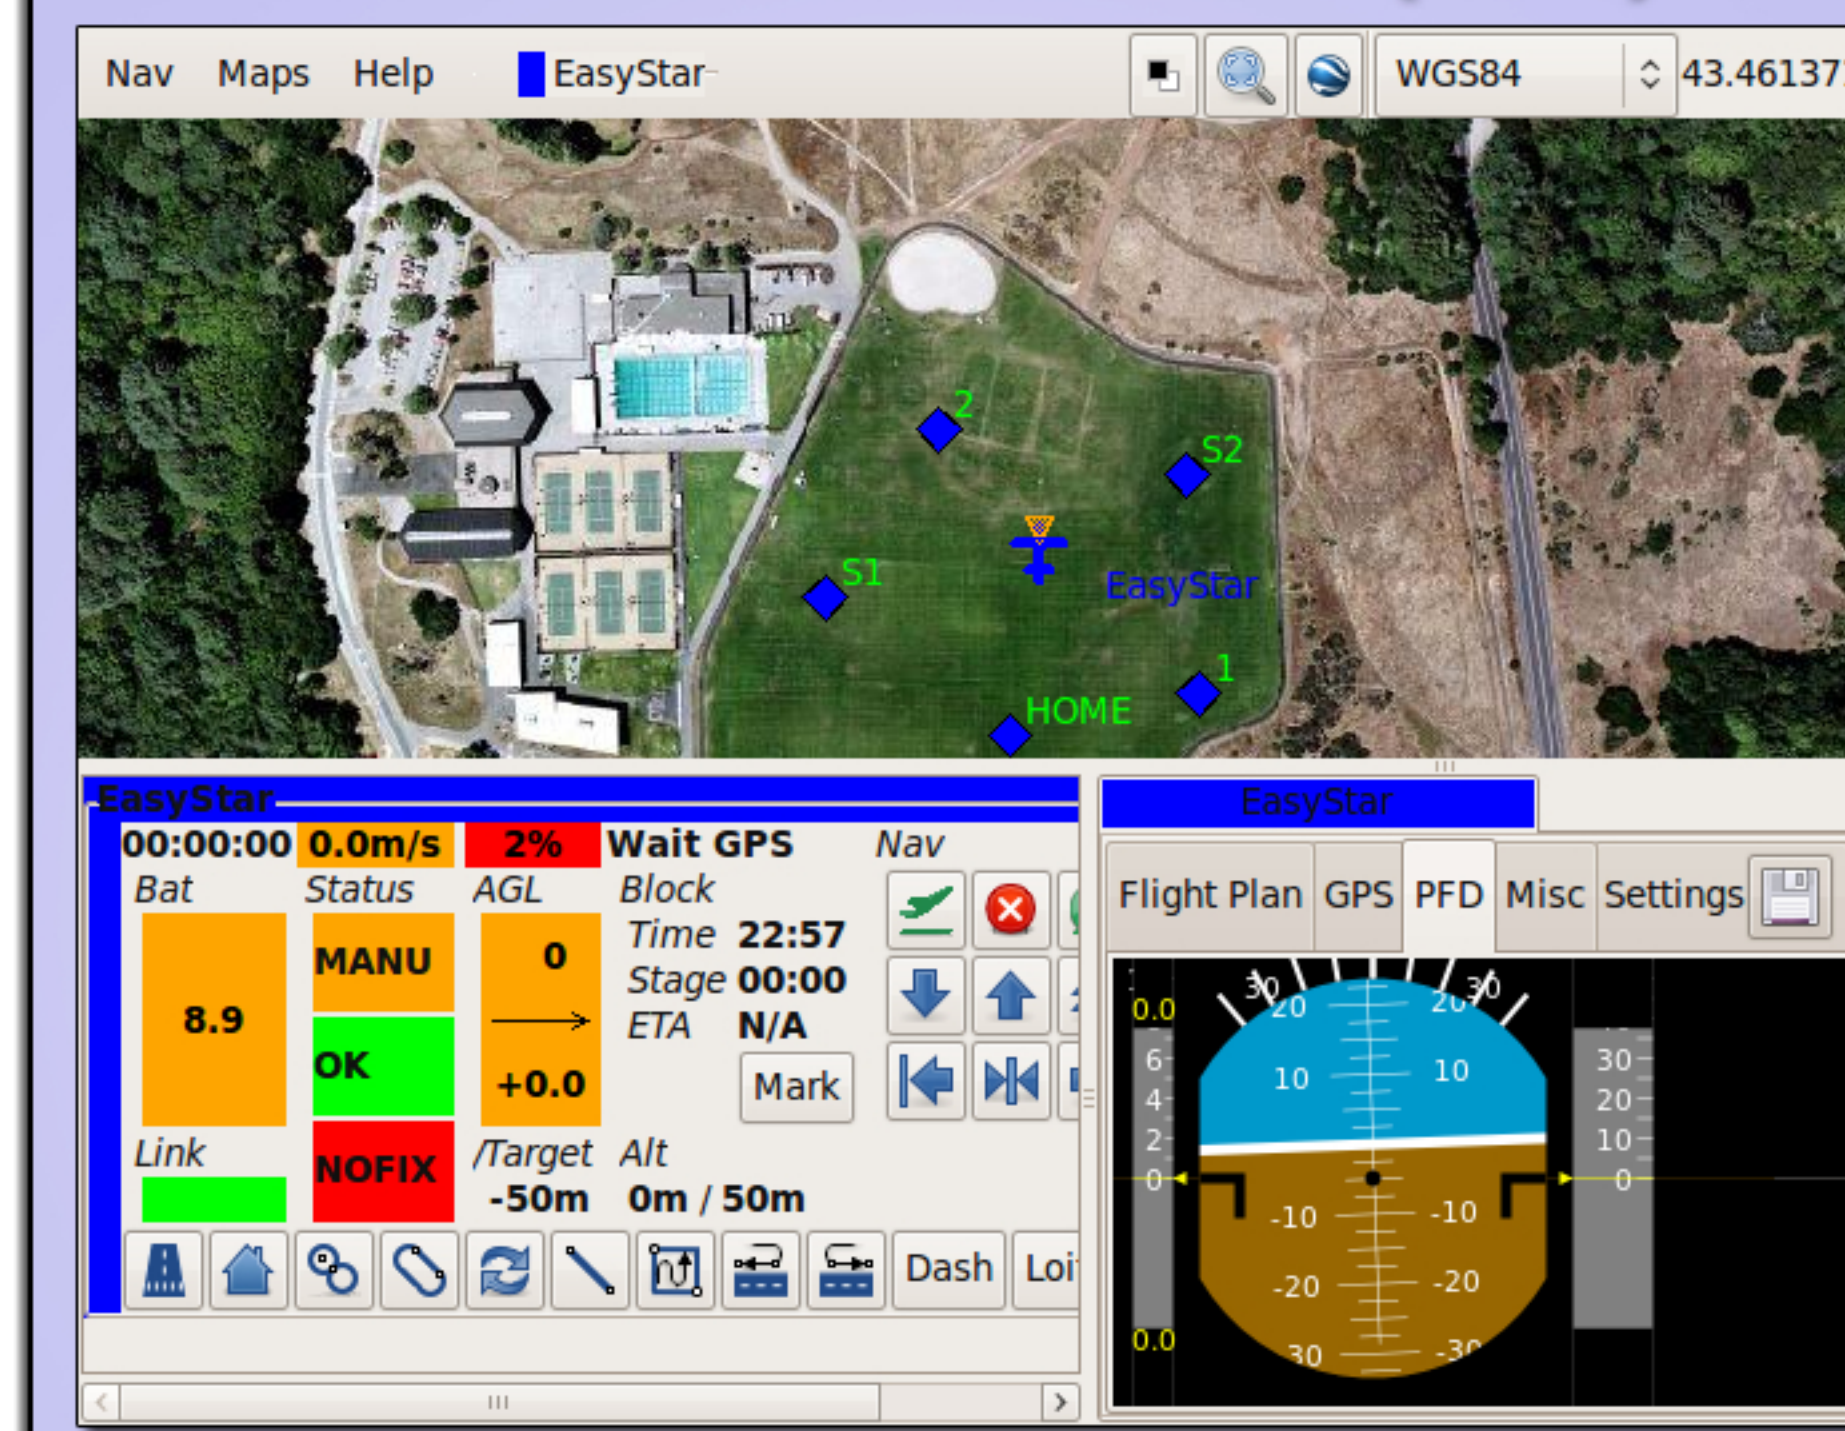 Nav Maps Help EasyStar WGS84 43.46137
2
S2
S1
EasyStar
1
HOME
EasyStar
00:00:00 0.0m/s 2% Wait GPS Nav
Bat Status AGL Block
8.9
MANU
OK
NOFIX
0
+0.0
Time 22:57
Stage 00:00
ETA N/A
Mark
Link /Target Alt
-50m 0m / 50m
Dash Loi
EasyStar
Flight Plan GPS PFD Misc Settings
0.0 30 20 20 30
6 10 10 30
4 20
2 10
0 0
-10 -10
-20 -20
0.0 30 -30